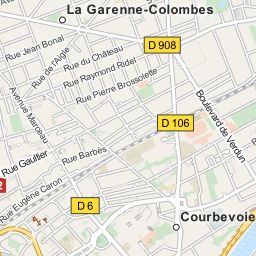 La Garenne-Colombes
Rue Jean Bonal
D 908
Rue de l'Aigle
Rue du Château
Rue Raymond Ridel
Rue Pierre Brossolette
Avenue Marceau
Boulevard de Verdun
D 106
Rue Gaultier
Rue Barbès
2
Rue Eugène Caron
D 6
Courbevoie